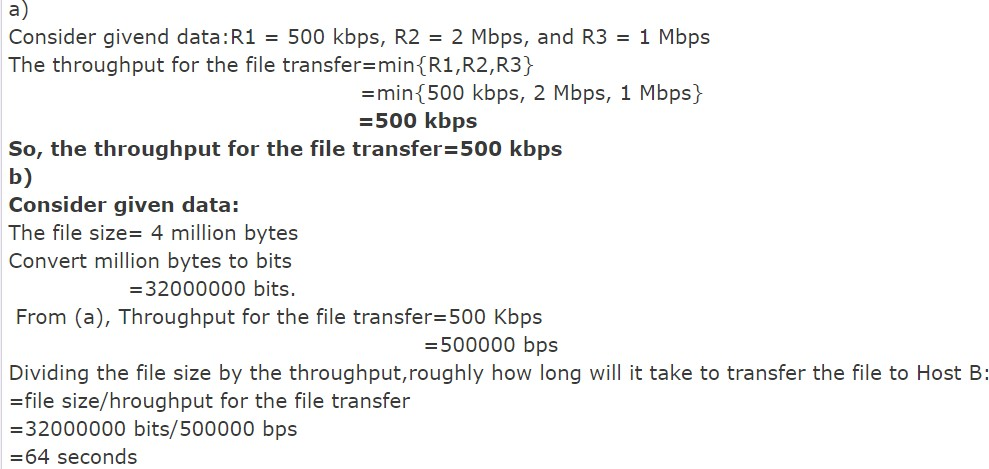 a)
Consider givend data:R1 = 500 kbps, R2 = 2 Mbps, and R3 = 1 Mbps
The throughput for the file transfer=min{R1,R2,R3}
=min{500 kbps, 2 Mbps, 1 Mbps}
=500 kbps
So, the throughput for the file transfer=500 kbps
b)
Consider given data:
The file size= 4 million bytes
Convert million bytes to bits
=32000000 bits.
From (a), Throughput for the file transfer=500 Kbps
=500000 bps
Dividing the file size by the throughput,roughly how long will it take to transfer the file to Host B:
=file size/hroughput for the file transfer
=32000000 bits/500000 bps
=64 seconds